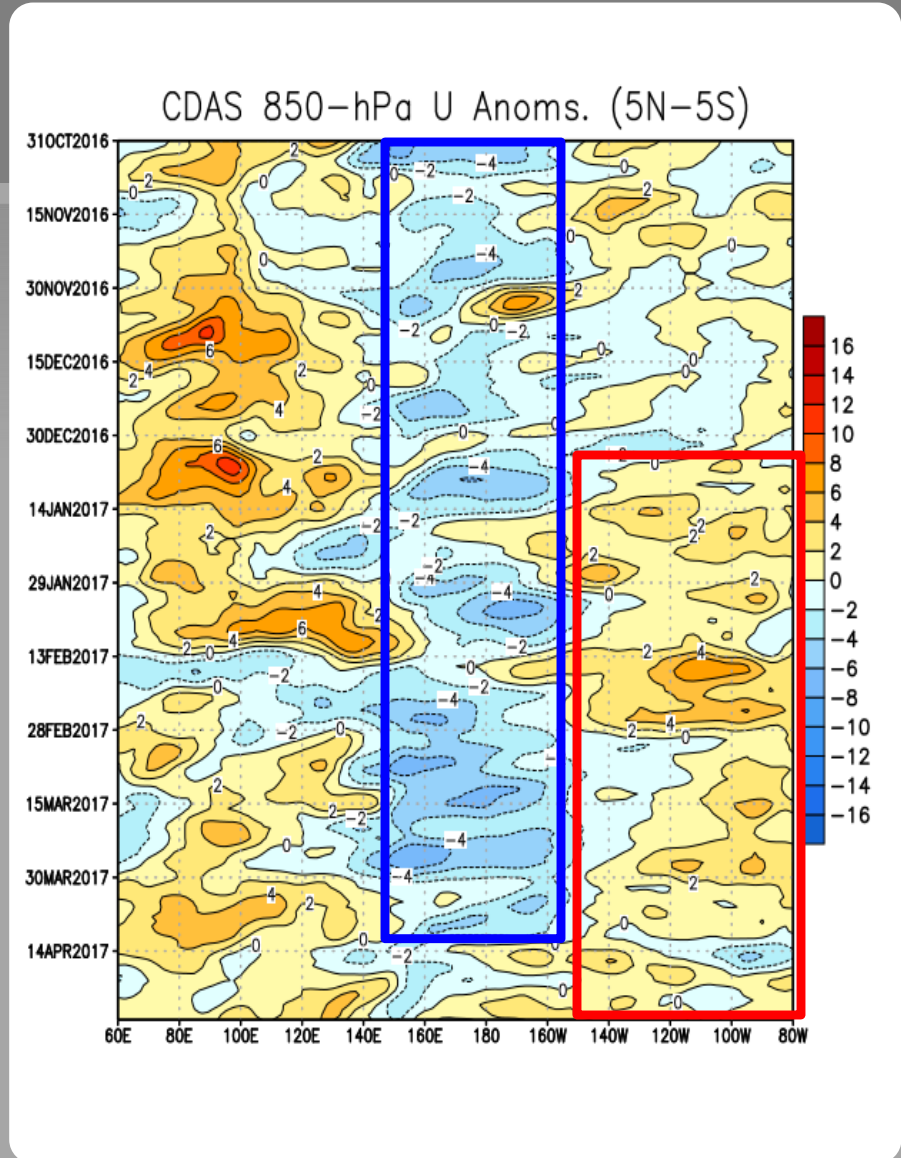 CDAS 850-hPa U Anoms. (5N-5S)
31OCT2016
15NOV2016
30NOV2016
15DEC2016
30DEC2016
14JAN2017
29JAN2017
13FEB2017
28FEB2017
15MAR2017
30MAR2017
14APR2017
60E 80E 100E 120E 140E 160E 180 160W 140W 120W 100W 80W
16
14
12
10
8
6
4
2
0
-2
-4
-6
-8
-10
-12
-14
-16